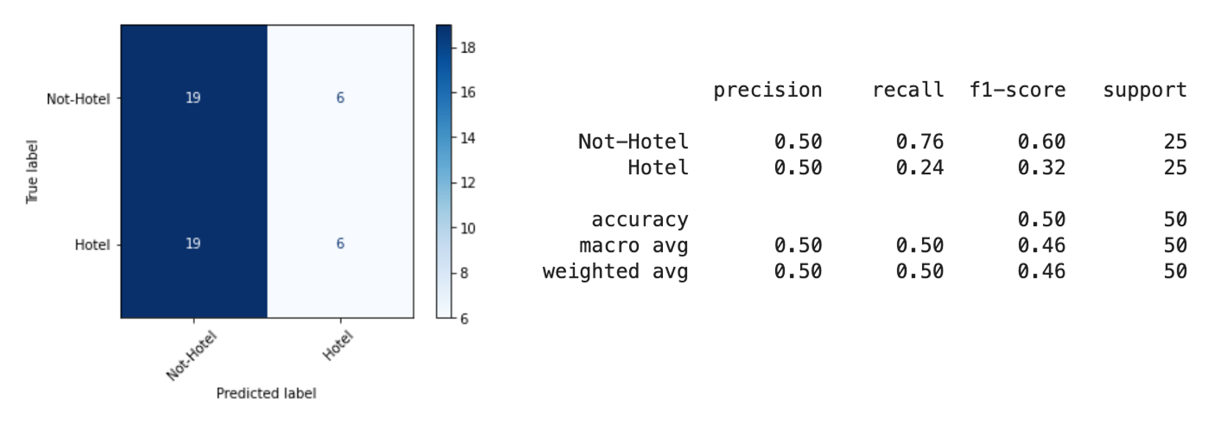 True label
Not-Hotel
Hotel
19 6
19 6
Not-Hotel Hotel
Predicted label
18
16
14
12
10
8
6
precision recall f1-score support
Not-Hotel 0.50 0.76 0.60 25
Hotel 0.50 0.24 0.32 25
accuracy 0.50 50
macro avg 0.50 0.50 0.46 50
weighted avg 0.50 0.50 0.46 50